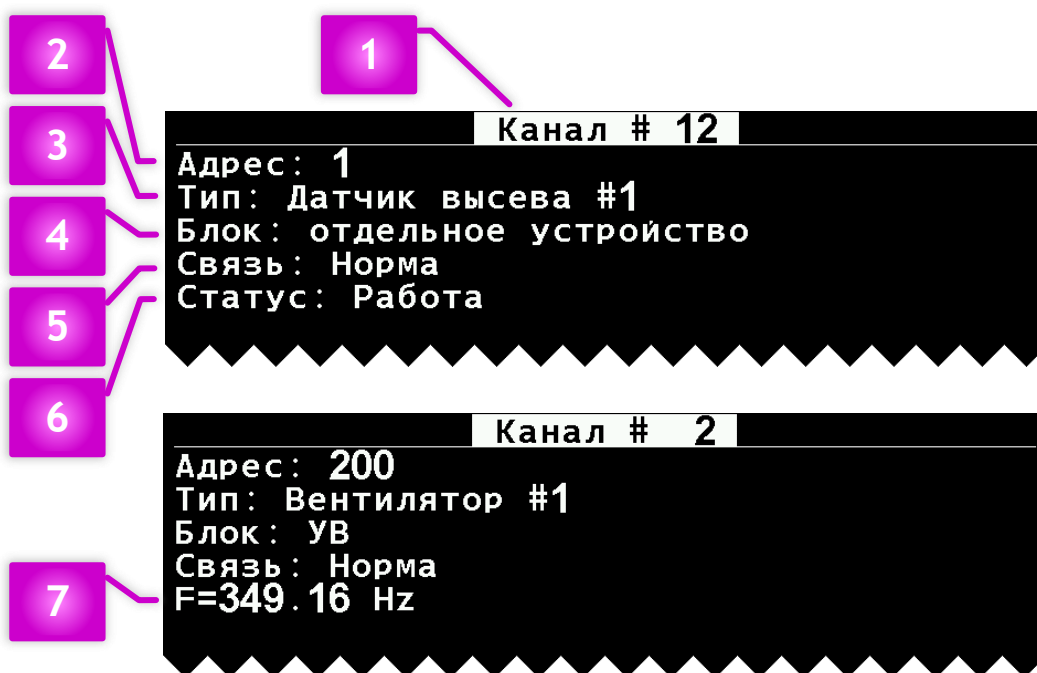 2
1
3
4
5
6
Канал # 12
Адрес: 1
Тип: Датчик высева #1
Блок: отдельное устройство
Связь: Норма
Статус: Работа
Канал # 2
Адрес: 200
Тип: Вентилятор #1
Блок: УВ
Связь: Норма
7
F=349.16 Hz